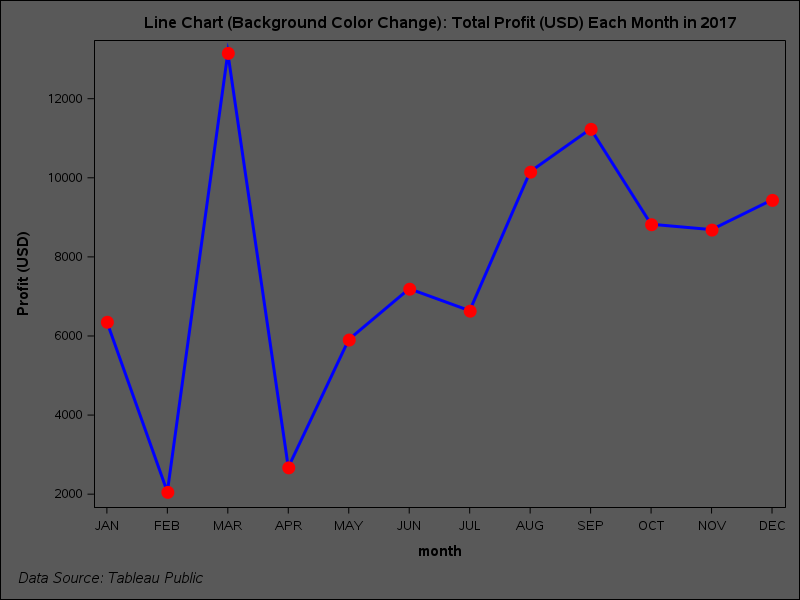 Line Chart (Background Color Change): Total Profit (USD) Each Month in 2017
12000
10000
8000
6000
4000
2000
Profit (USD)
JAN FEB MAR APR MAY JUN JUL AUG SEP OCT NOV DEC
month
Data Source: Tableau Public